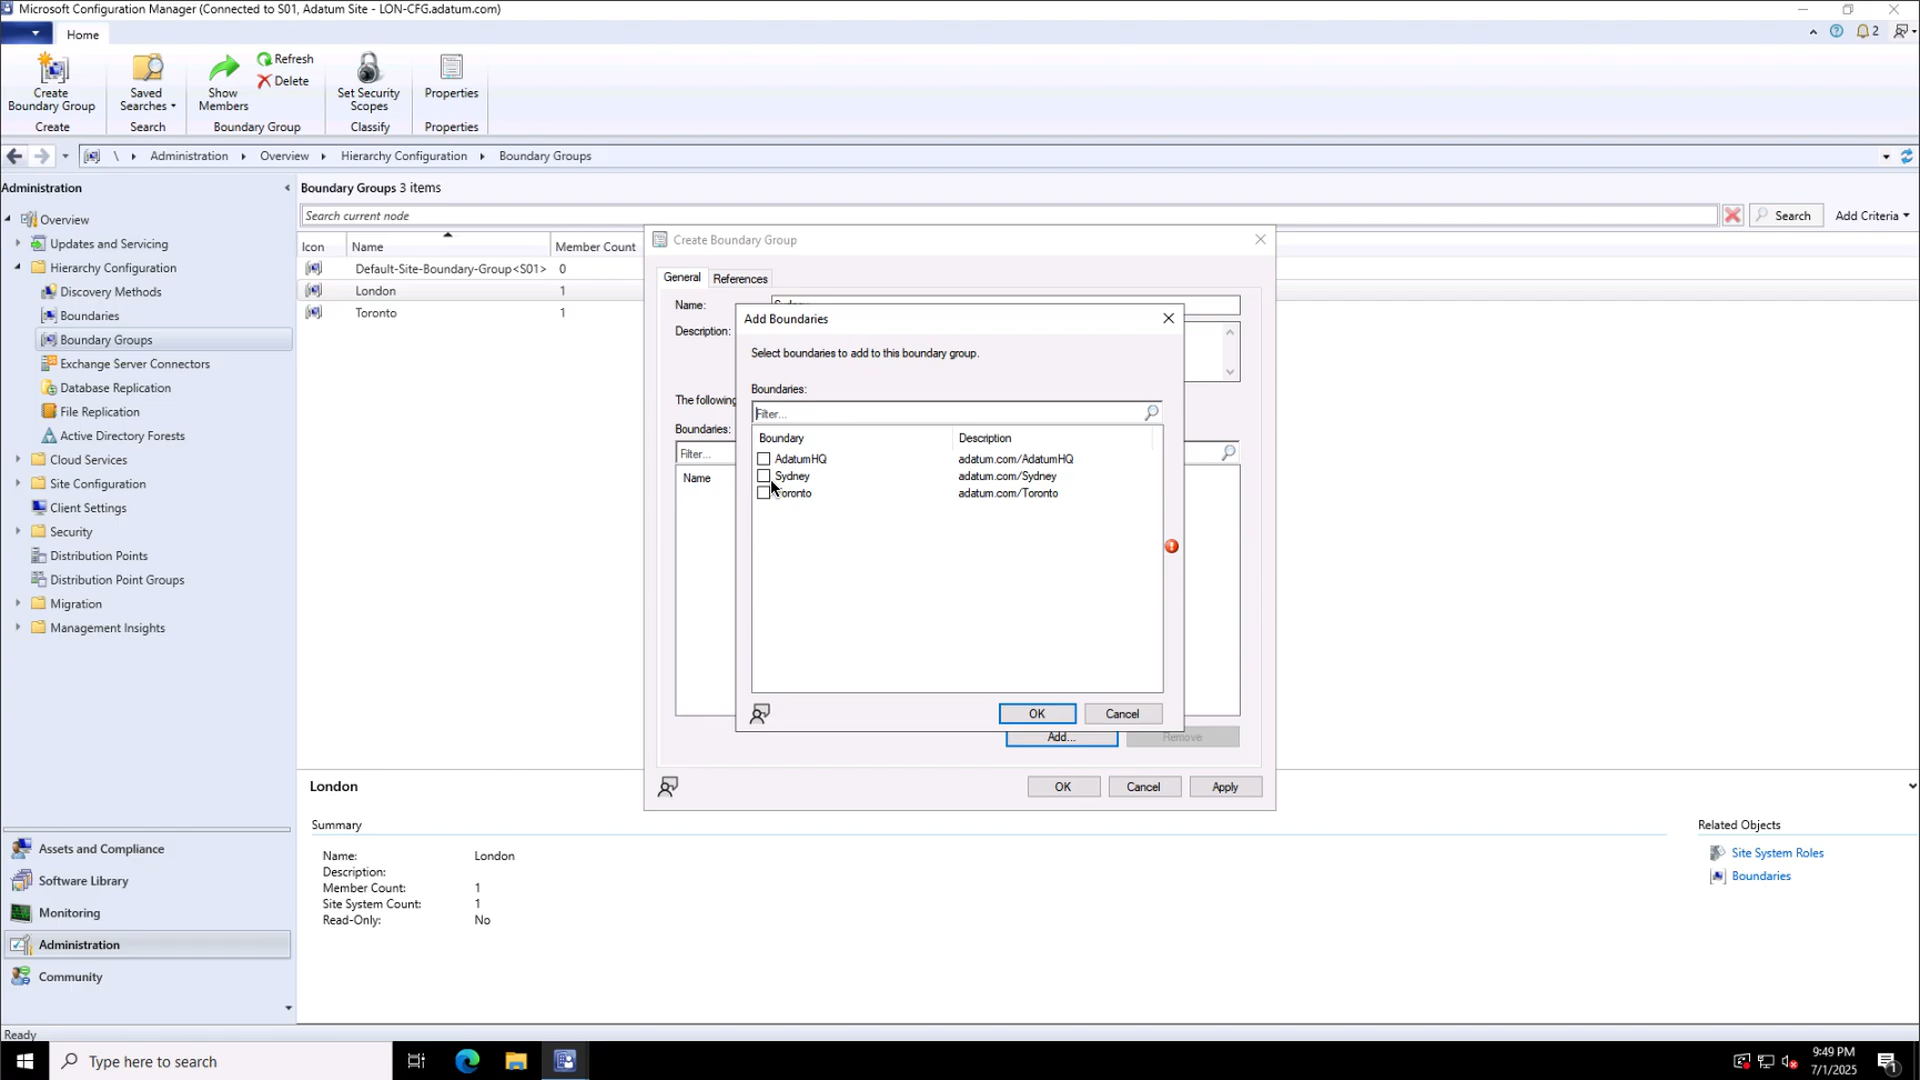 Microsoft Configuration Manager (Connected to S01, Adatum Site - LON-CFG.adatum.com)
Home
2
Create
Boundary Group
Saved
Searches
Show
Members
Refresh
Delete
Set Security
Scopes
Properties
Create
Search
Boundary Group
Classify
Properties
\ Administration Overview Hierarchy Configuration Boundary Groups
Administration
Overview
Updates and Servicing
Hierarchy Configuration
Discovery Methods
Boundaries
Boundary Groups
Exchange Server Connectors
Database Replication
File Replication
Active Directory Forests
Cloud Services
Site Configuration
Client Settings
Security
Distribution Points
Distribution Point Groups
Migration
Management Insights
Assets and Compliance
Software Library
Monitoring
Administration
Community
Boundary Groups 3 items
Search current node
Search
Add Criteria
Icon Name Member Count
Default-Site-Boundary-Group<S01> 0
London 1
Toronto 1
Create Boundary Group
General References
Name:
Description:
The following
Boundaries:
Filter...
Name
Add... Remove
OK Cancel Apply
Add Boundaries
Select boundaries to add to this boundary group.
Boundaries:
Filter...
Boundary Description
AdatumHQ adatum.com/AdatumHQ
Sydney adatum.com/Sydney
oronto adatum.com/Toronto
OK Cancel
London
Summary
Name: London
Description:
Member Count: 1
Site System Count: 1
Read-Only: No
Related Objects
Site System Roles
Boundaries
Ready
Type here to search
9:49 PM
7/1/2025
1